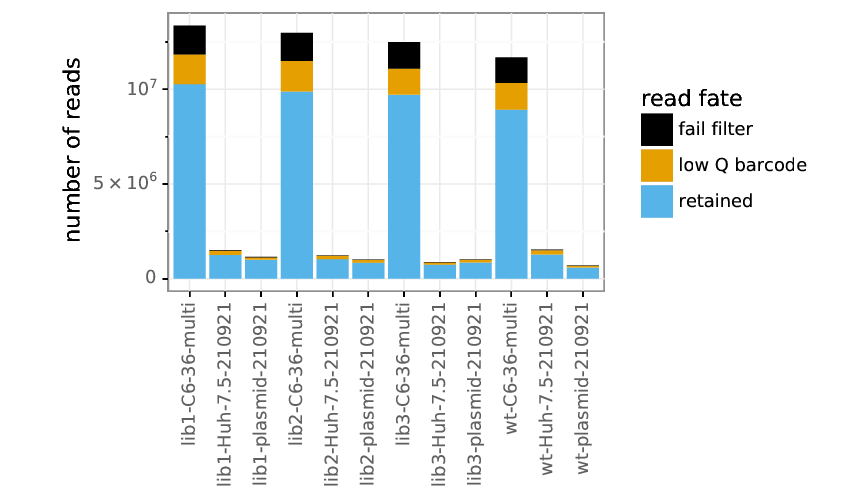 number of reads
10⁷
5 × 10⁶
0
read fate
fail filter
low Q barcode
retained
lib1-C6-36-multi
lib1-Huh-7.5-210921
lib1-plasmid-210921
lib2-C6-36-multi
lib2-Huh-7.5-210921
lib2-plasmid-210921
lib3-C6-36-multi
lib3-Huh-7.5-210921
lib3-plasmid-210921
wt-C6-36-multi
wt-Huh-7.5-210921
wt-plasmid-210921